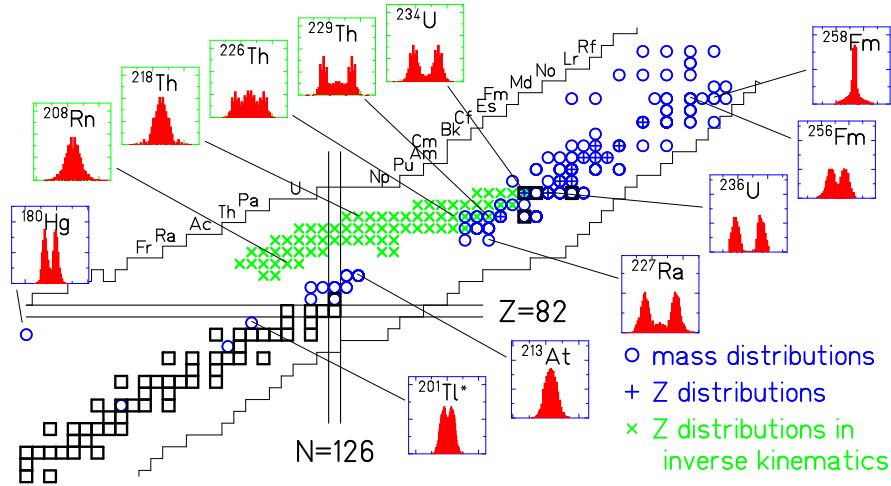 234U
229Th
258Fm
226Th
218Th
208Rn
Rf
Lr
No
Md
Fm
Es
Cf
Bk
Cm
Am
Pu
Np
U
Pa
Th
Ac
Ra
Fr
256Fm
236U
180Hg
227Ra
Z=82
213At
201Tl*
N=126
mass distributions
Z distributions
Z distributions in
inverse kinematics